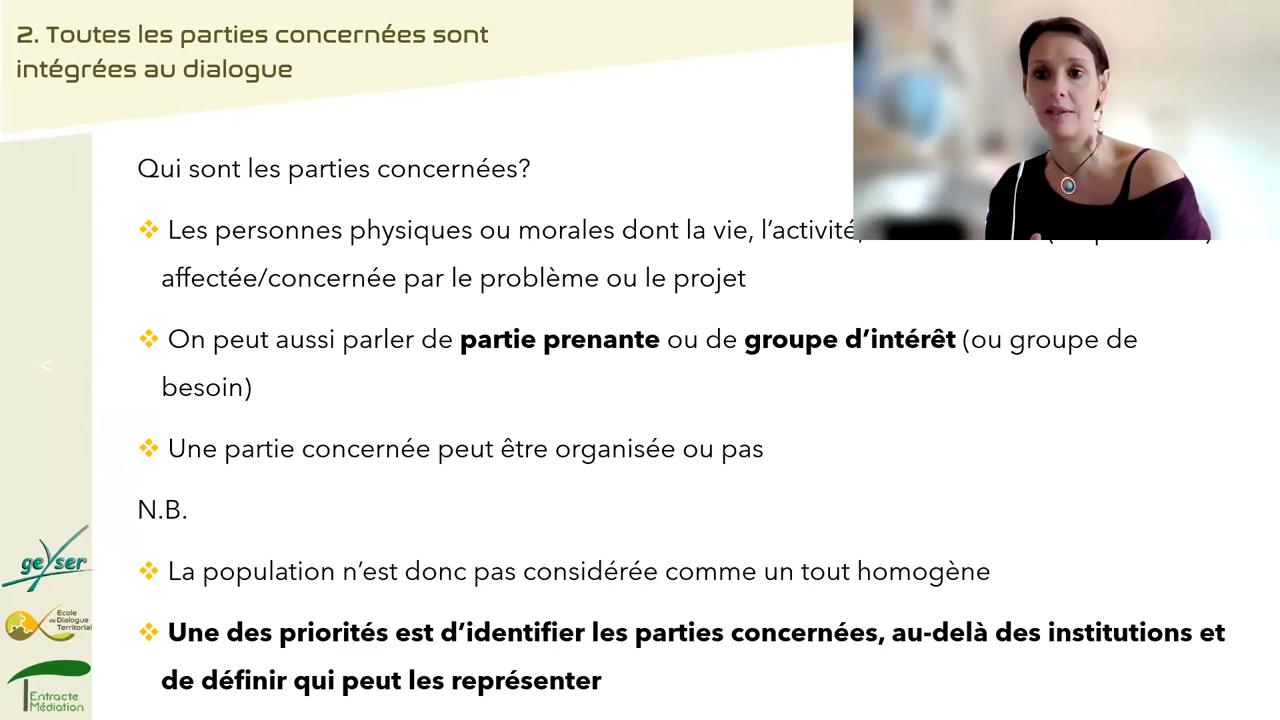 2. Toutes les parties concernées sont
intégrées au dialogue
Qui sont les parties concernées?
❖ Les personnes physiques ou morales dont la vie, l’activité,
affectée/concernée par le problème ou le projet
❖ On peut aussi parler de partie prenante ou de groupe d’intérêt (ou groupe de
besoin)
❖ Une partie concernée peut être organisée ou pas
N.B.
❖ La population n’est donc pas considérée comme un tout homogène
❖ Une des priorités est d’identifier les parties concernées, au-delà des institutions et
de définir qui peut les représenter
<
geyser
Ecole
de Dialogue
Territorial
Entracte
Médiation